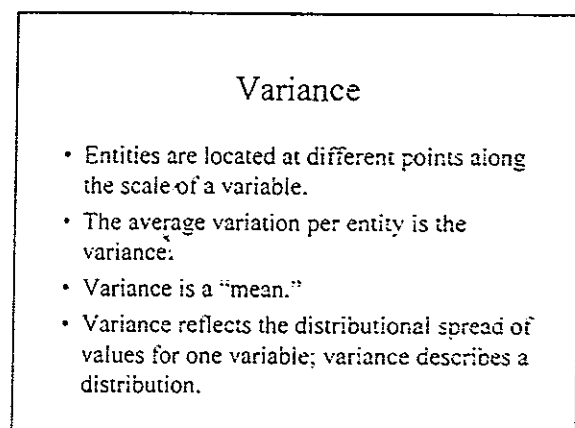 Variance
• Entities are located at different points along
the scale of a variable.
• The average variation per entity is the
variance.
• Variance is a “mean.”
• Variance reflects the distributional spread of
values for one variable; variance describes a
distribution.